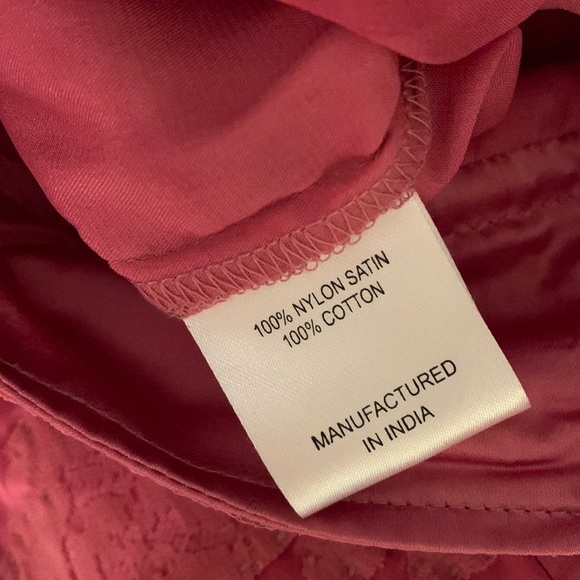 100% NYLON SATIN
100% COTTON
MANUFACTURED
IN INDIA